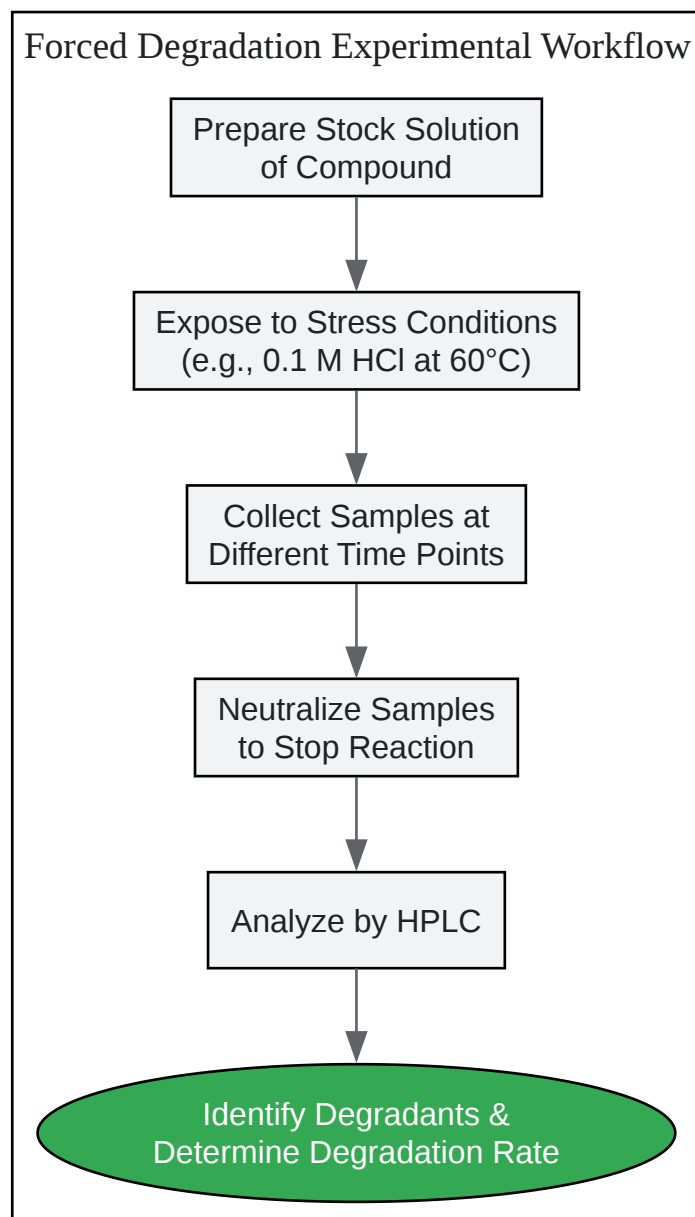 Forced Degradation Experimental Workflow
Prepare Stock Solution
of Compound
Expose to Stress Conditions
(e.g., 0.1 M HCl at 60°C)
Collect Samples at
Different Time Points
Neutralize Samples
to Stop Reaction
Analyze by HPLC
Identify Degradants &
Determine Degradation Rate